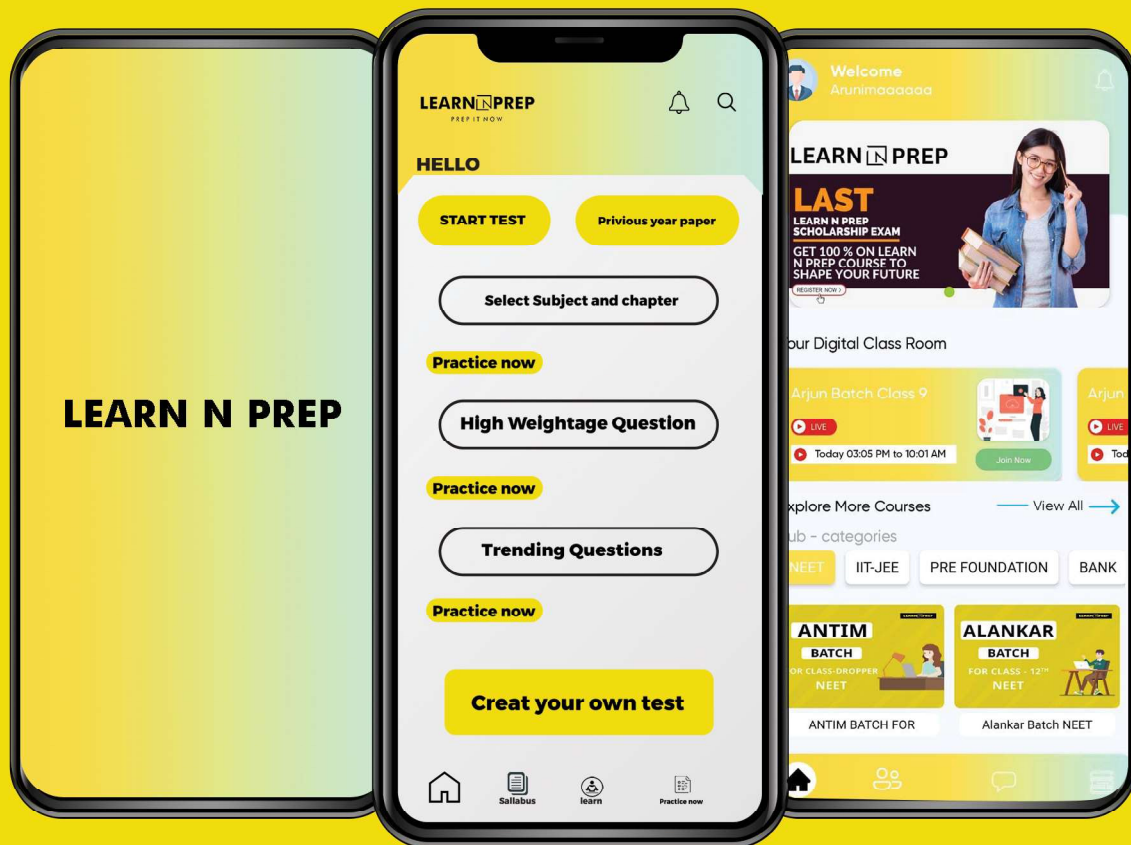 LEARN N PREP
LEARN N PREP
PREP IT NOW
HELLO
START TEST
Privious year paper
Select Subject and chapter
Practice now
High Weightage Question
Practice now
Trending Questions
Practice now
Creat your own test
Sallabus
learn
Practice now
Welcome
Arunimaaaaaa
LEARN N PREP
LAST
LEARN N PREP
SCHOLARSHIP EXAM
GET 100 % ON LEARN
N PREP COURSE TO
SHAPE YOUR FUTURE
REGISTER NOW >
our Digital Class Room
Arjun Batch Class 9
LIVE
Today 03:05 PM to 10:01 AM
Join Now
Arjun
LIVE
Tod
xplore More Courses
View All
ub - categories
NEET
IIT-JEE
PRE FOUNDATION
BANK
ANTIM
BATCH
OR CLASS-DROPPER
NEET
ANTIM BATCH FOR
ALANKAR
BATCH
FOR CLASS - 12TH
NEET
Alankar Batch NEET